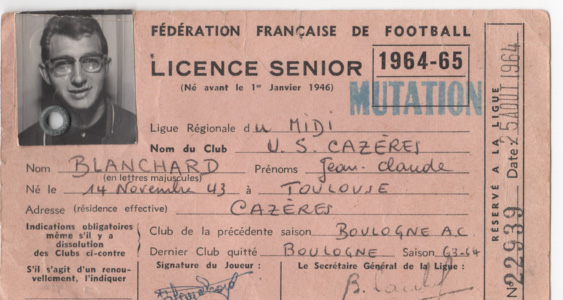 FÉDÉRATION FRANÇAISE DE FOOTBALL
LICENCE SENIOR
(Né avant le 1er Janvier 1946)
1964-65
MUTATION
Ligue Régionale du MIDI
Nom du Club U.S. CAZÈRES
Nom BLANCHARD Prénoms Jean-claude
(en lettres majuscules)
Né le 14 Novembre 43 à TOULOUSE
Adresse (résidence effective) CAZÈRES
Indications obligatoires
même s'il y a
dissolution
des Clubs ci-contre
S'il s'agit d'un renou-
vellement, l'indiquer
Club de la précédente saison BOULOGNE A.C
Dernier Club quitté BOULOGNE Saison 63-64
Signature du Joueur :
Le Secrétaire Général de la Ligue :
RÉSERVÉ A LA LIGUE
N° 22939 Date 25 AOUT 1964